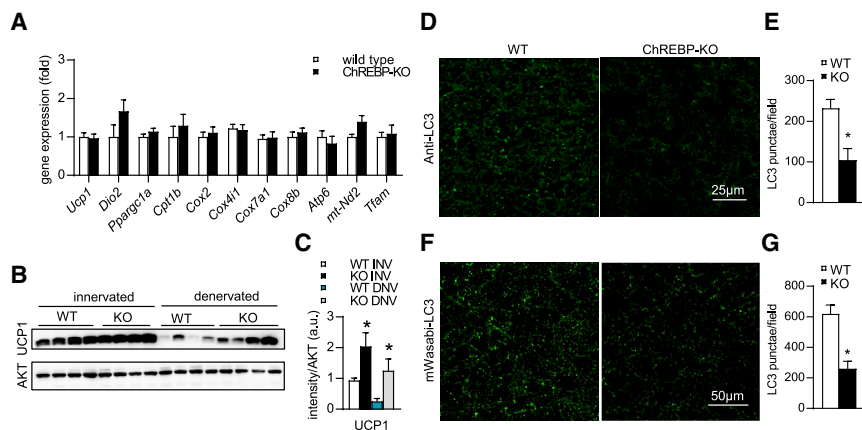 A
wild type
ChREBP-KO
gene expression (fold)
3
2
1
0
Ucp1
Dio2
Ppargc1a
Cpt1b
Cox2
Cox4i1
Cox7a1
Cox8b
Atp6
mt-Nd2
Tfam
B
innervated denervated
WT KO WT KO
UCP1
AKT
C
WT INV
KO INV
WT DNV
KO DNV
intensity/AKT (a.u.)
3
2
1
0
*
*
UCP1
D
WT ChREBP-KO
Anti-LC3
25µm
E
WT
KO
LC3 punctae/field
300
200
100
0
*
F
mWasabi-LC3
50µm
G
WT
KO
LC3 punctae/field
800
600
400
200
0
*